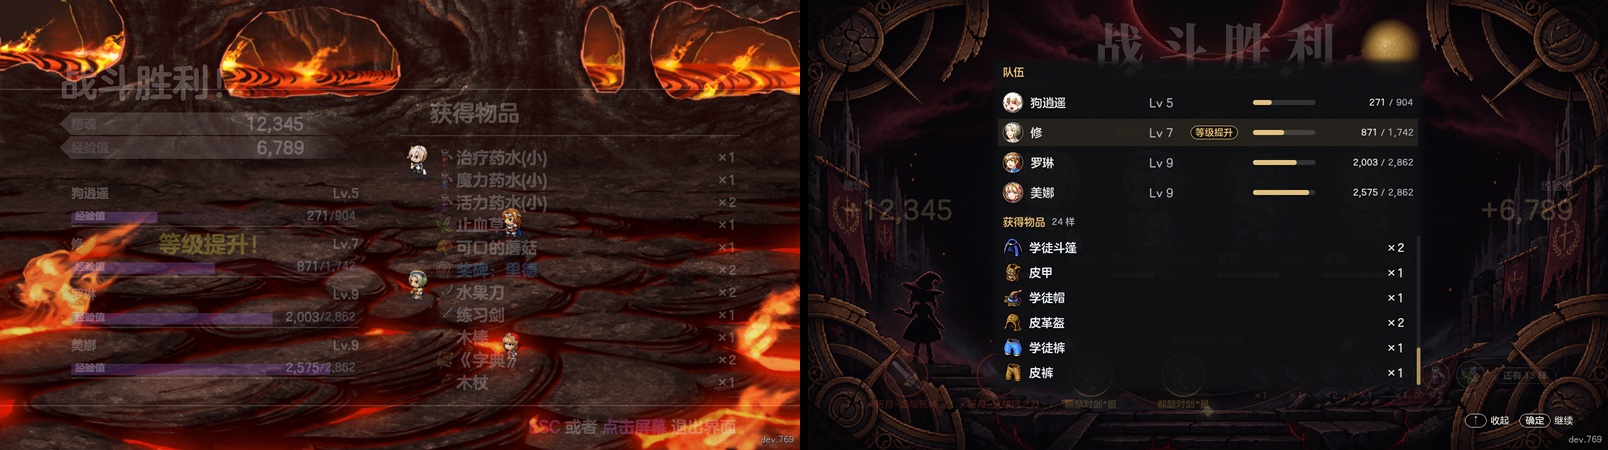 战斗胜利!
精魂 12,345
经验值 6,789
狗逍遥 Lv.5
经验值 271/904
修 等级提升! Lv.7
经验值 871/1,742
罗琳 Lv.9
经验值 2,003/2,862
美娜 Lv.9
经验值 2,575/2,862
获得物品
治疗药水(小) ×1
魔力药水(小) ×1
活力药水(小) ×2
止血草 ×1
可口的蘑菇 ×1
奖牌：里德 ×2
水果刀 ×2
练习剑 ×1
木棒 ×1
《字典》 ×2
木杖 ×1
ESC 或者 点击屏幕 退出界面
dev.769
战斗胜利
队伍
狗逍遥 Lv 5 271 / 904
修 Lv 7 等级提升 871 / 1,742
罗琳 Lv 9 2,003 / 2,862
美娜 Lv 9 2,575 / 2,862
精魂
+12,345
经验值
+6,789
获得物品 24 样
学徒斗篷 ×2
皮甲 ×1
学徒帽 ×1
皮革盔 ×2
学徒裤 ×1
皮裤 ×1
还有 13 样
↑ 收起 确定 继续
dev.769